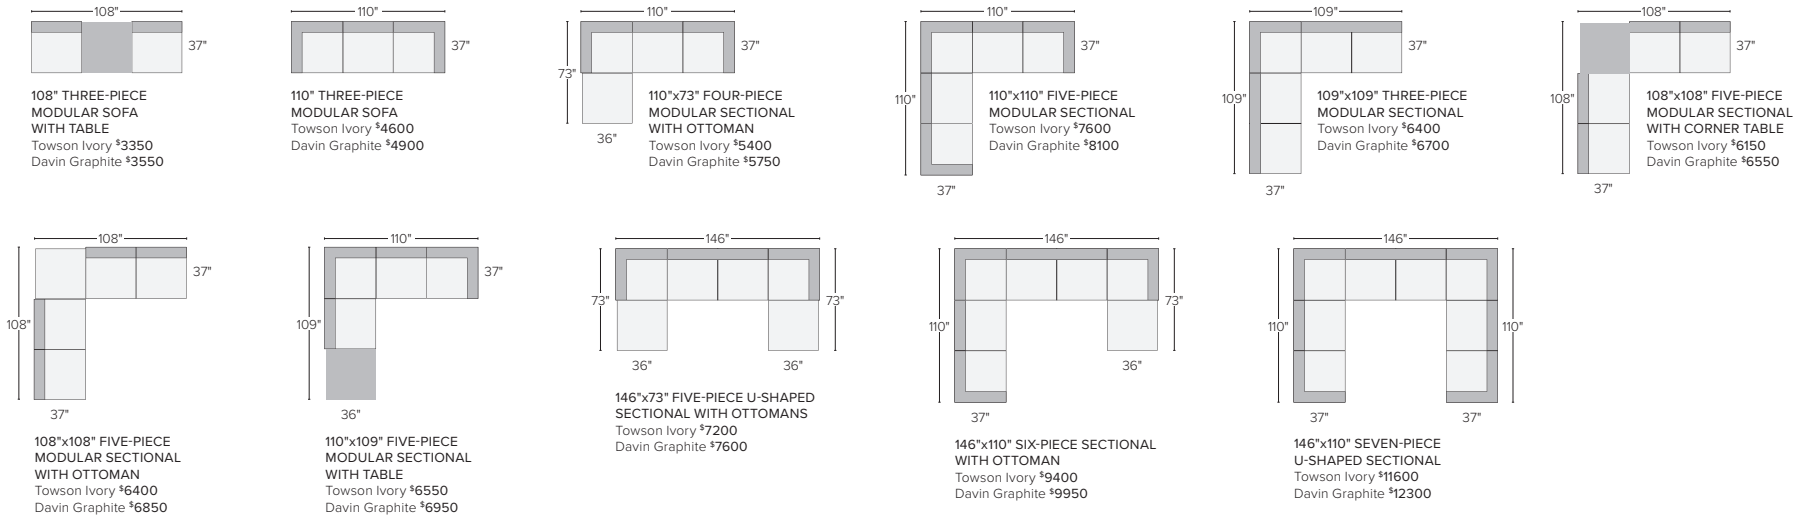 108"
37"
108" THREE-PIECE
MODULAR SOFA
WITH TABLE
Towson Ivory $3350
Davin Graphite $3550
110"
37"
110" THREE-PIECE
MODULAR SOFA
Towson Ivory $4600
Davin Graphite $4900
110"
37"
73"
36"
110"x73" FOUR-PIECE
MODULAR SECTIONAL
WITH OTTOMAN
Towson Ivory $5400
Davin Graphite $5750
110"
37"
110"
37"
110"x110" FIVE-PIECE
MODULAR SECTIONAL
Towson Ivory $7600
Davin Graphite $8100
109"
37"
109"
37"
109"x109" THREE-PIECE
MODULAR SECTIONAL
Towson Ivory $6400
Davin Graphite $6700
108"
37"
108"
37"
108"x108" FIVE-PIECE
MODULAR SECTIONAL
WITH CORNER TABLE
Towson Ivory $6150
Davin Graphite $6550
108"
37"
108"
37"
108"x108" FIVE-PIECE
MODULAR SECTIONAL
WITH OTTOMAN
Towson Ivory $6400
Davin Graphite $6850
110"
37"
109"
36"
110"x109" FIVE-PIECE
MODULAR SECTIONAL
WITH TABLE
Towson Ivory $6550
Davin Graphite $6950
146"
73"
73"
36"
36"
146"x73" FIVE-PIECE U-SHAPED
SECTIONAL WITH OTTOMANS
Towson Ivory $7200
Davin Graphite $7600
146"
73"
110"
36"
37"
146"x110" SIX-PIECE SECTIONAL
WITH OTTOMAN
Towson Ivory $9400
Davin Graphite $9950
146"
110"
110"
37"
37"
146"x110" SEVEN-PIECE
U-SHAPED SECTIONAL
Towson Ivory $11600
Davin Graphite $12300